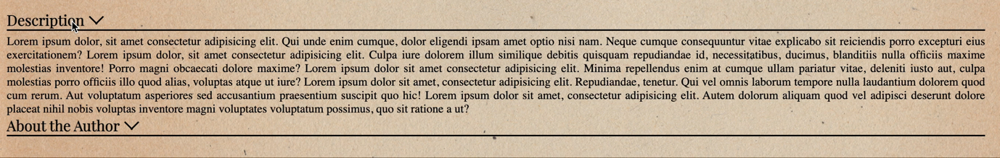 Description
Lorem ipsum dolor, sit amet consectetur adipisicing elit. Qui unde enim cumque, dolor eligendi ipsam amet optio nisi nam. Neque cumque consequuntur vitae explicabo sit reiciendis porro excepturi eius
exercitationem? Lorem ipsum dolor, sit amet consectetur adipisicing elit. Culpa iure dolorem illum similique debitis quisquam repudiandae id, necessitatibus, ducimus, blanditiis nulla officiis maxime
molestias inventore! Porro magni obcaecati dolore maxime? Lorem ipsum dolor sit amet consectetur adipisicing elit. Minima repellendus enim at cumque ullam pariatur vitae, deleniti iusto aut, culpa
molestias porro officiis illo quod alias, voluptas atque ut iure? Lorem ipsum dolor sit amet, consectetur adipisicing elit. Repudiandae, tenetur. Qui vel omnis laborum tempore nulla laudantium dolorem quod
cum rerum. Aut voluptatum asperiores sed accusantium praesentium suscipit quo hic! Lorem ipsum dolor sit amet, consectetur adipisicing elit. Autem dolorum aliquam quod vel adipisci deserunt dolore
placeat nihil nobis voluptas inventore magni voluptates voluptatum possimus, quo sit ratione a ut?
About the Author